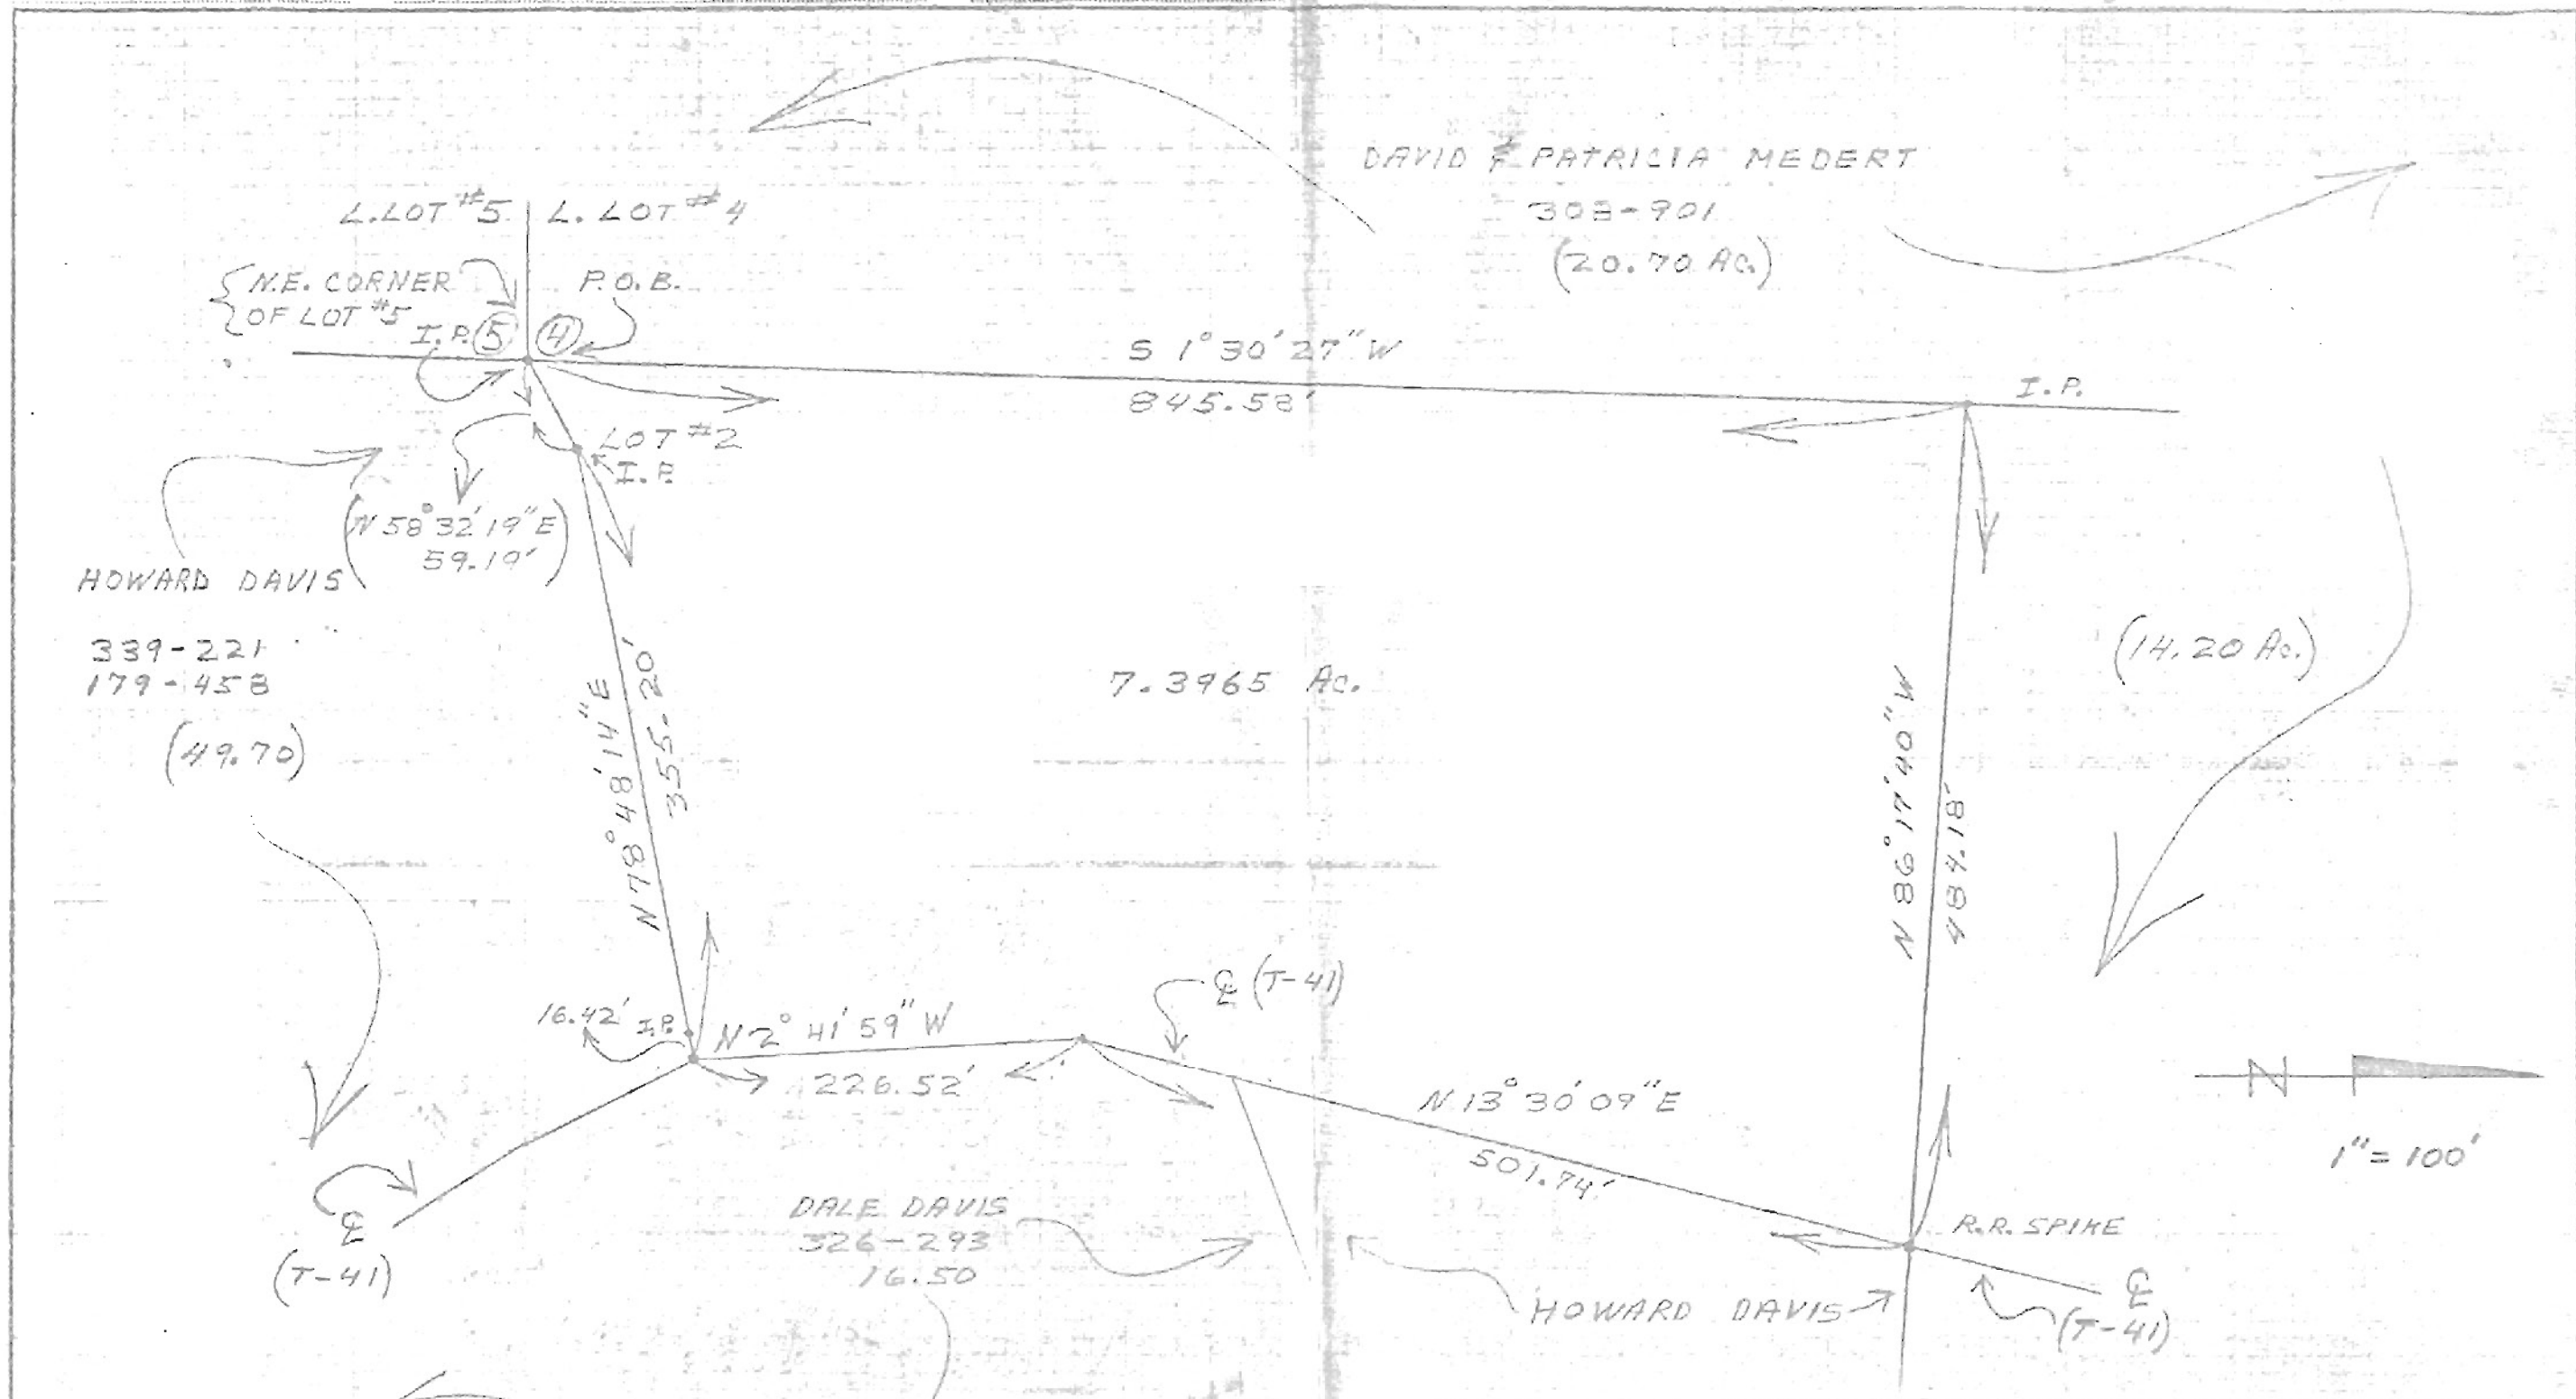 DAVID & PATRICIA MEDERT
308-901
(20.70 Ac.)
L.LOT #5
L. LOT #4
N.E. CORNER
OF LOT #5
P.O.B.
I.P.
5
4
S 1° 30' 27" W
845.58'
I.P.
LOT #2
I.P.
(N 58° 32' 19" E)
59.19'
HOWARD DAVIS
339-221
179-458
(49.70)
N 78° 48' 14" E
355.20'
7.3965 Ac.
N 86° 17' 40" W
484.18'
(14.20 Ac.)
16.42'
I.P.
N 2° 41' 59" W
226.52'
℄ (T-41)
N 13° 30' 09" E
501.74'
N
1" = 100'
℄
(T-41)
DALE DAVIS
326-293
16.50
R.R. SPIKE
HOWARD DAVIS
℄
(T-41)